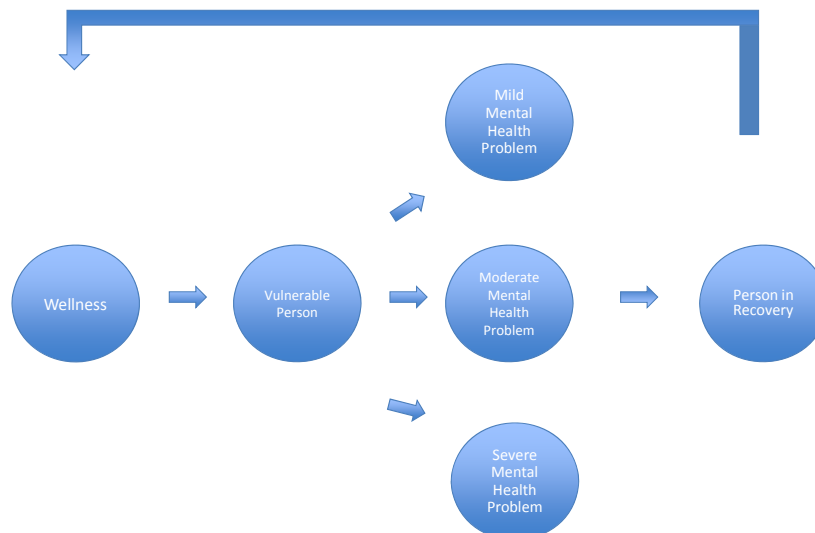 Mild
Mental
Health
Problem
Wellness
Vulnerable
Person
Moderate
Mental
Health
Problem
Person in
Recovery
Severe
Mental
Health
Problem